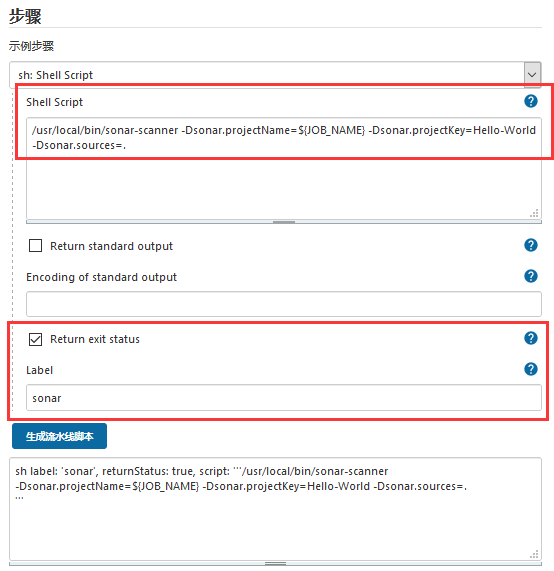 步骤
示例步骤
sh: Shell Script
Shell Script
/usr/local/bin/sonar-scanner -Dsonar.projectName=${JOB_NAME} -Dsonar.projectKey=Hello-World
-Dsonar.sources=.
Return standard output
Encoding of standard output
Return exit status
Label
sonar
生成流水线脚本
sh label: 'sonar', returnStatus: true, script: '''/usr/local/bin/sonar-scanner
-Dsonar.projectName=${JOB_NAME} -Dsonar.projectKey=Hello-World -Dsonar.sources=.
'''